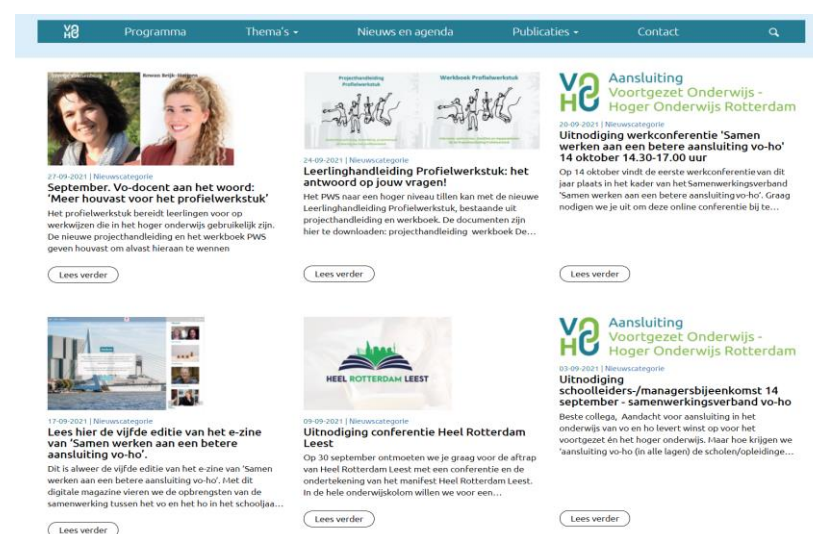 VO
HO
Programma
Thema's
Nieuws en agenda
Publicaties
Contact
27-09-2021 | Nieuwscategorie
September. Vo-docent aan het woord:
‘Meer houvast voor het profielwerkstuk’
Het profielwerkstuk bereidt leerlingen voor op
werkwijzen die in het hoger onderwijs gebruikelijk zijn.
De nieuwe projecthandleiding en het werkboek PWS
geven houvast om alvast hieraan te wennen
Lees verder
Projecthandleiding
Profielwerkstuk
Werkboek Profielwerkstuk
24-09-2021 | Nieuwscategorie
Leerlinghandleiding Profielwerkstuk: het
antwoord op jouw vragen!
Het PWS naar een hoger niveau tillen kan met de nieuwe
Leerlinghandleiding Profielwerkstuk, bestaande uit
projecthandleiding en werkboek. De documenten zijn
hier te downloaden: projecthandleiding werkboek De…
Lees verder
VO
HO
Aansluiting
Voortgezet Onderwijs -
Hoger Onderwijs Rotterdam
20-09-2021 | Nieuwscategorie
Uitnodiging werkconferentie 'Samen
werken aan een betere aansluiting vo-ho'
14 oktober 14.30-17.00 uur
Op 14 oktober vindt de eerste werkconferentie van dit
jaar plaats in het kader van het Samenwerkingsverband
'Samen werken aan een betere aansluiting vo-ho'. Graag
nodigen we je uit om deze online conferentie bij te…
Lees verder
17-09-2021 | Nieuwscategorie
Lees hier de vijfde editie van het e-zine
van ‘Samen werken aan een betere
aansluiting vo-ho’.
Dit is alweer de vijfde editie van het e-zine van ‘Samen
werken aan een betere aansluiting vo-ho’. Met dit
digitale magazine vieren we de opbrengsten van de
samenwerking tussen het vo en het ho in het schooljaa…
Lees verder
HEEL ROTTERDAM LEEST
09-09-2021 | Nieuwscategorie
Uitnodiging conferentie Heel Rotterdam
Leest
Op 30 september ontmoeten we je graag voor de aftrap
van Heel Rotterdam Leest met een conferentie en de
ondertekening van het manifest Heel Rotterdam Leest.
In de hele onderwijskolom willen we voor een…
Lees verder
VO
HO
Aansluiting
Voortgezet Onderwijs -
Hoger Onderwijs Rotterdam
03-09-2021 | Nieuwscategorie
Uitnodiging
schoolleiders-/managersbijeenkomst 14
september - samenwerkingsverband vo-ho
Beste collega, Aandacht voor aansluiting in het
onderwijs van vo en ho levert winst op voor het
voortgezet én het hoger onderwijs. Maar hoe krijgen we
'aansluiting vo-ho (in alle lagen) de scholen/opleidinge…
Lees verder